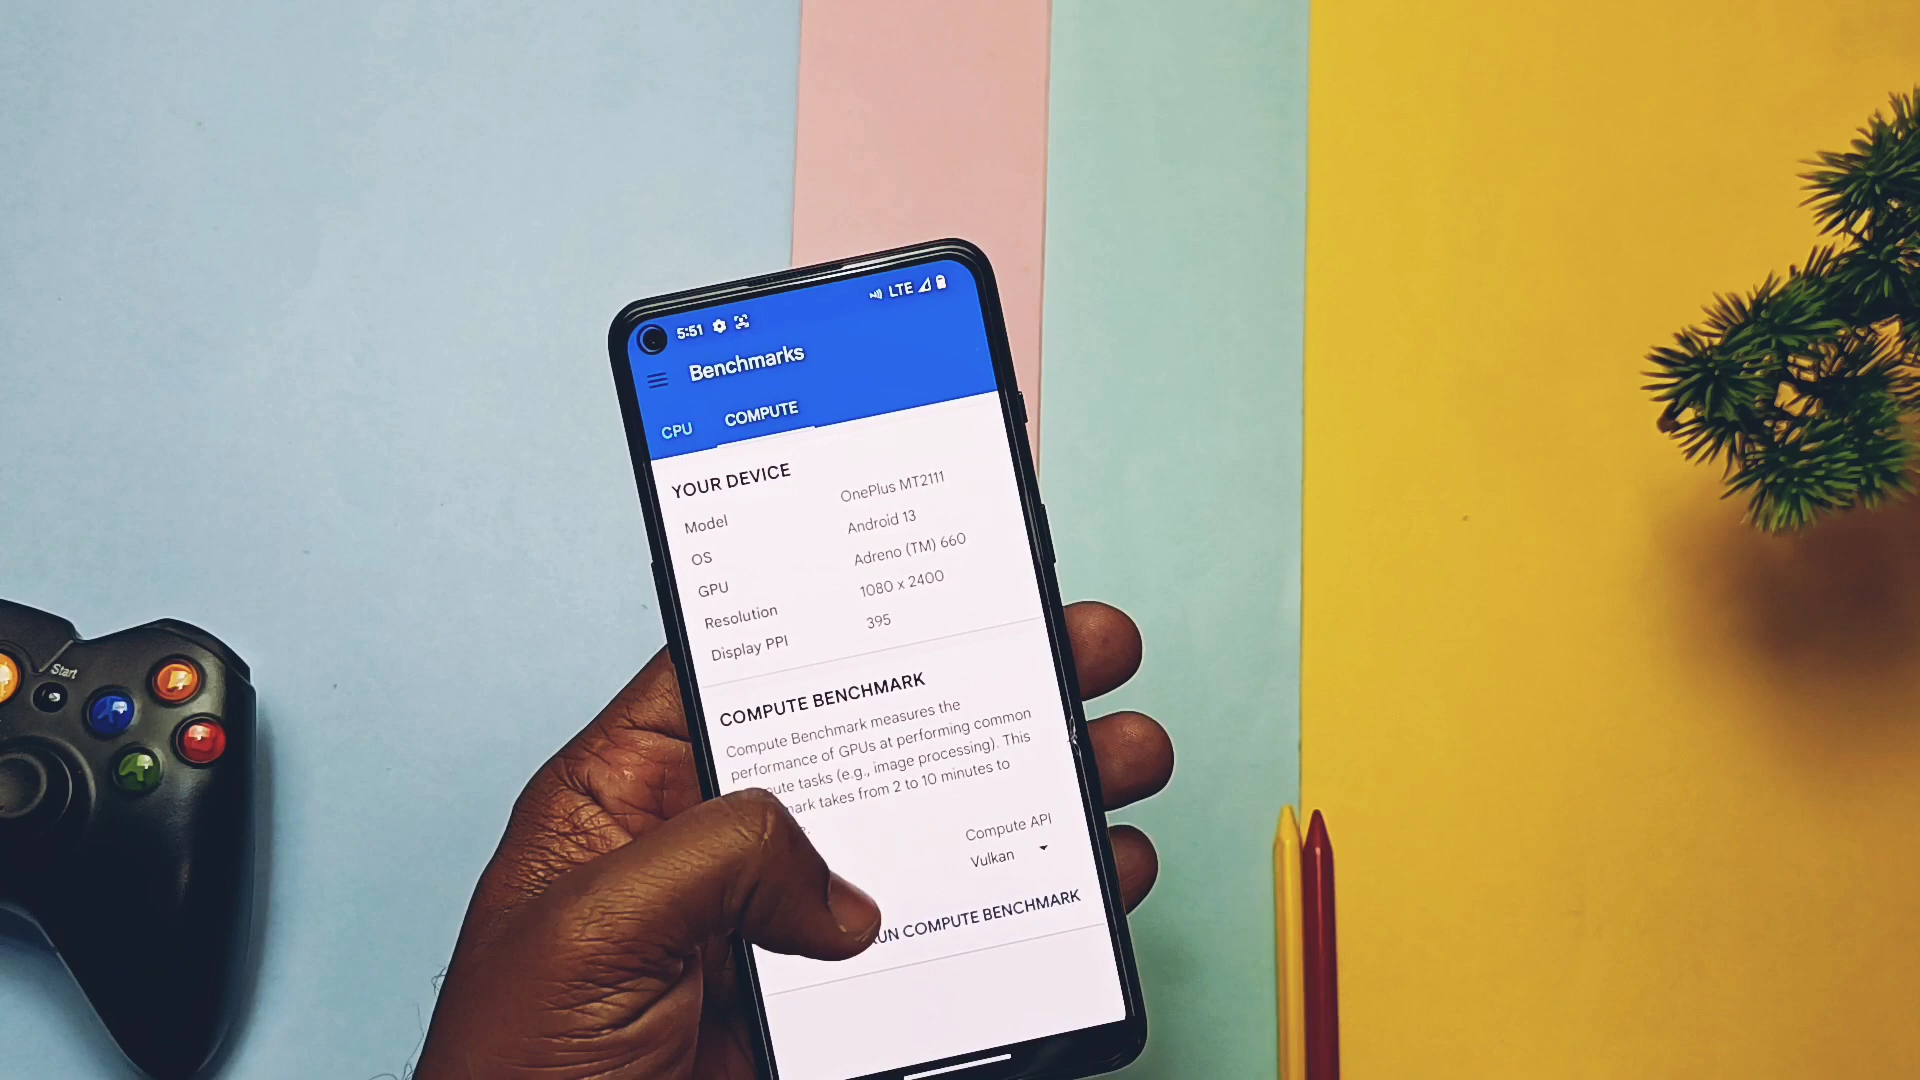 5:51
LTE
Benchmarks
CPU COMPUTE
YOUR DEVICE
Model OnePlus MT2111
OS Android 13
GPU Adreno (TM) 660
Resolution 1080 x 2400
Display PPI 395
COMPUTE BENCHMARK
Compute Benchmark measures the
performance of GPUs at performing common
tasks (e.g., image processing). This
takes from 2 to 10 minutes to
Compute API
Vulkan
COMPUTE BENCHMARK
Start
X
Y
B
A